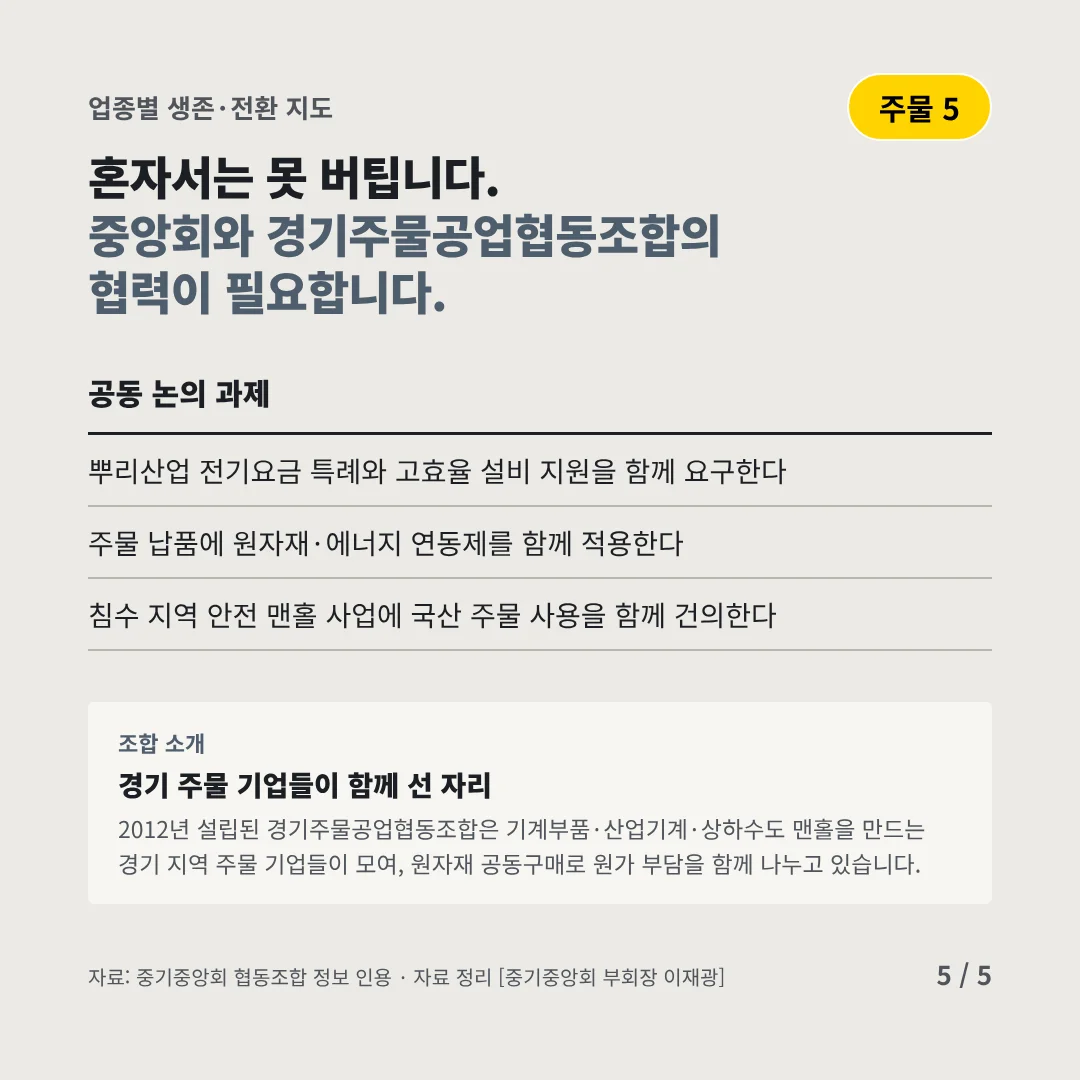 업종별 생존·전환 지도
주물 5
혼자서는 못 버팁니다.
중앙회와 경기주물공업협동조합의
협력이 필요합니다.
공동 논의 과제
뿌리산업 전기요금 특례와 고효율 설비 지원을 함께 요구한다
주물 납품에 원자재·에너지 연동제를 함께 적용한다
침수 지역 안전 맨홀 사업에 국산 주물 사용을 함께 건의한다
조합 소개
경기 주물 기업들이 함께 선 자리
2012년 설립된 경기주물공업협동조합은 기계부품·산업기계·상하수도 맨홀을 만드는
경기 지역 주물 기업들이 모여, 원자재 공동구매로 원가 부담을 함께 나누고 있습니다.
자료: 중기중앙회 협동조합 정보 인용 · 자료 정리 [중기중앙회 부회장 이재광]
5 / 5